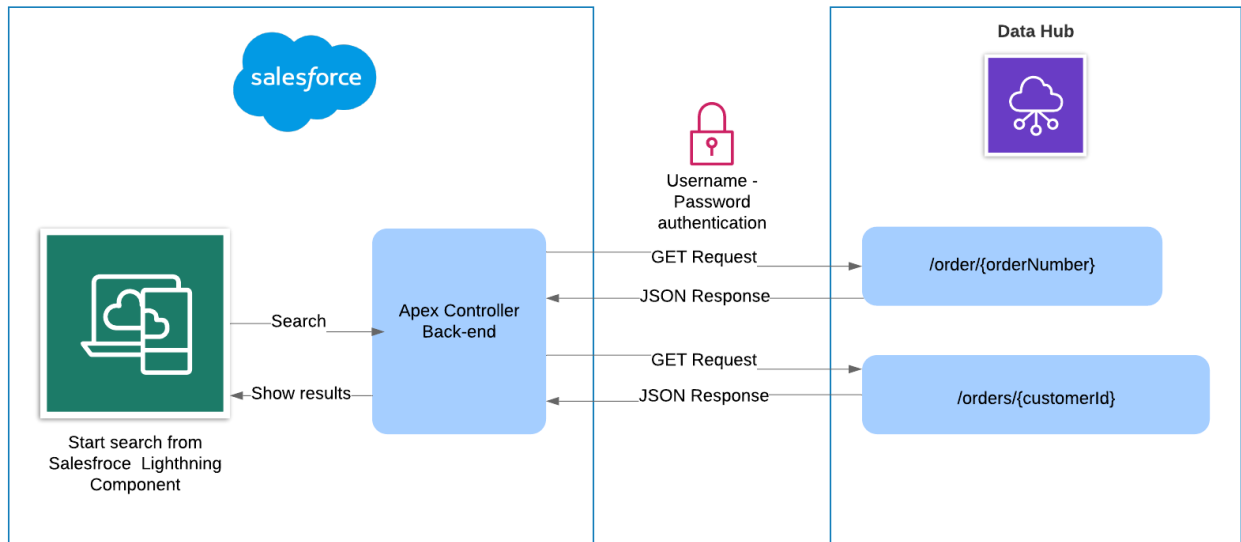 salesforce
Data Hub
Username -
Password
authentication
GET Request
/order/{orderNumber}
JSON Response
Apex Controller
Back-end
Search
GET Request
Show results
JSON Response
/orders/{customerId}
Start search from
Salesfroce Lighthning
Component